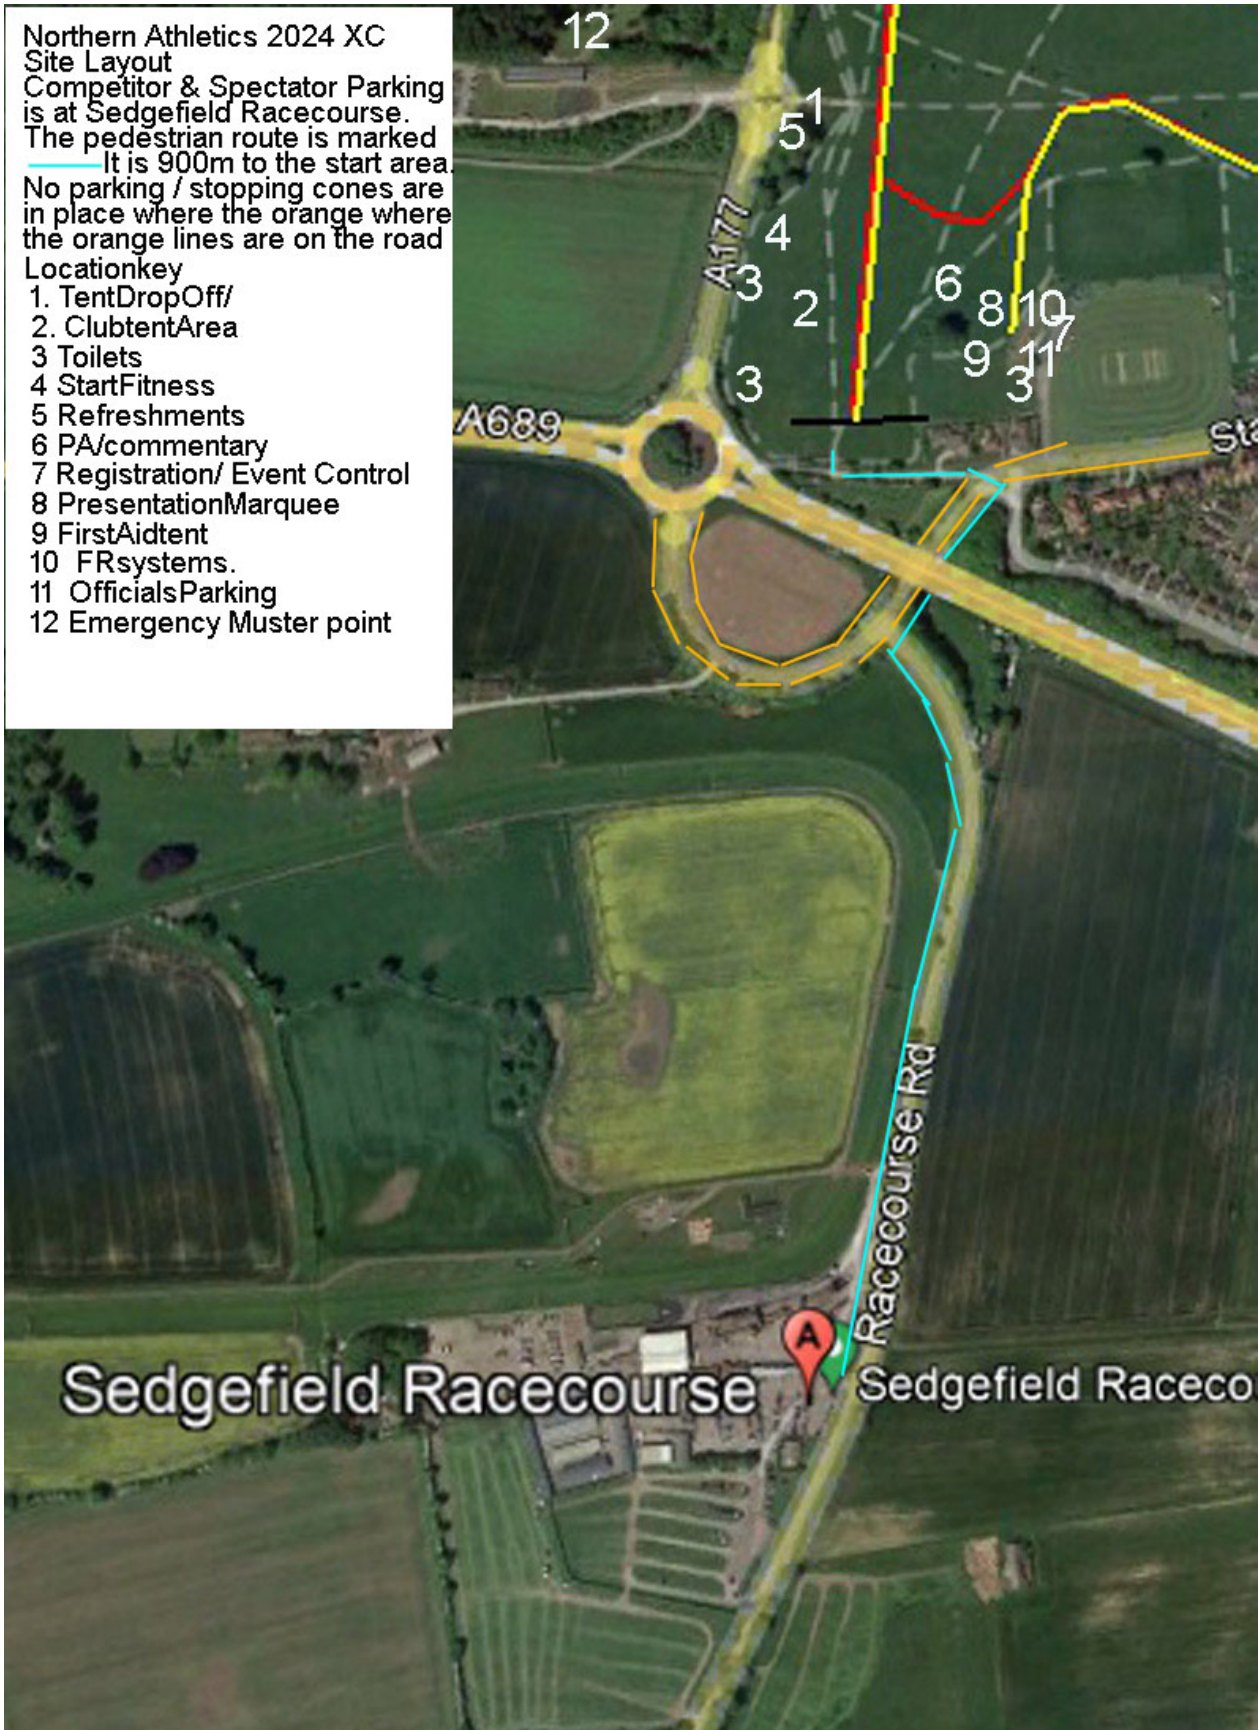 Northern Athletics 2024 XC
Site Layout
Competitor & Spectator Parking
is at Sedgefield Racecourse.
The pedestrian route is marked
It is 900m to the start area.
No parking / stopping cones are
in place where the orange where
the orange lines are on the road
Locationkey
1. TentDropOff/
2. ClubtentArea
3 Toilets
4 StartFitness
5 Refreshments
6 PA/commentary
7 Registration/ Event Control
8 PresentationMarquee
9 FirstAidtent
10 FRsystems.
11 OfficialsParking
12 Emergency Muster point
12
1
5
A177
4
3
2
6
8
10
7
9
11
3
3
A689
sta
Racecourse Rd
A
Sedgefield Racecourse
Sedgefield Raceco